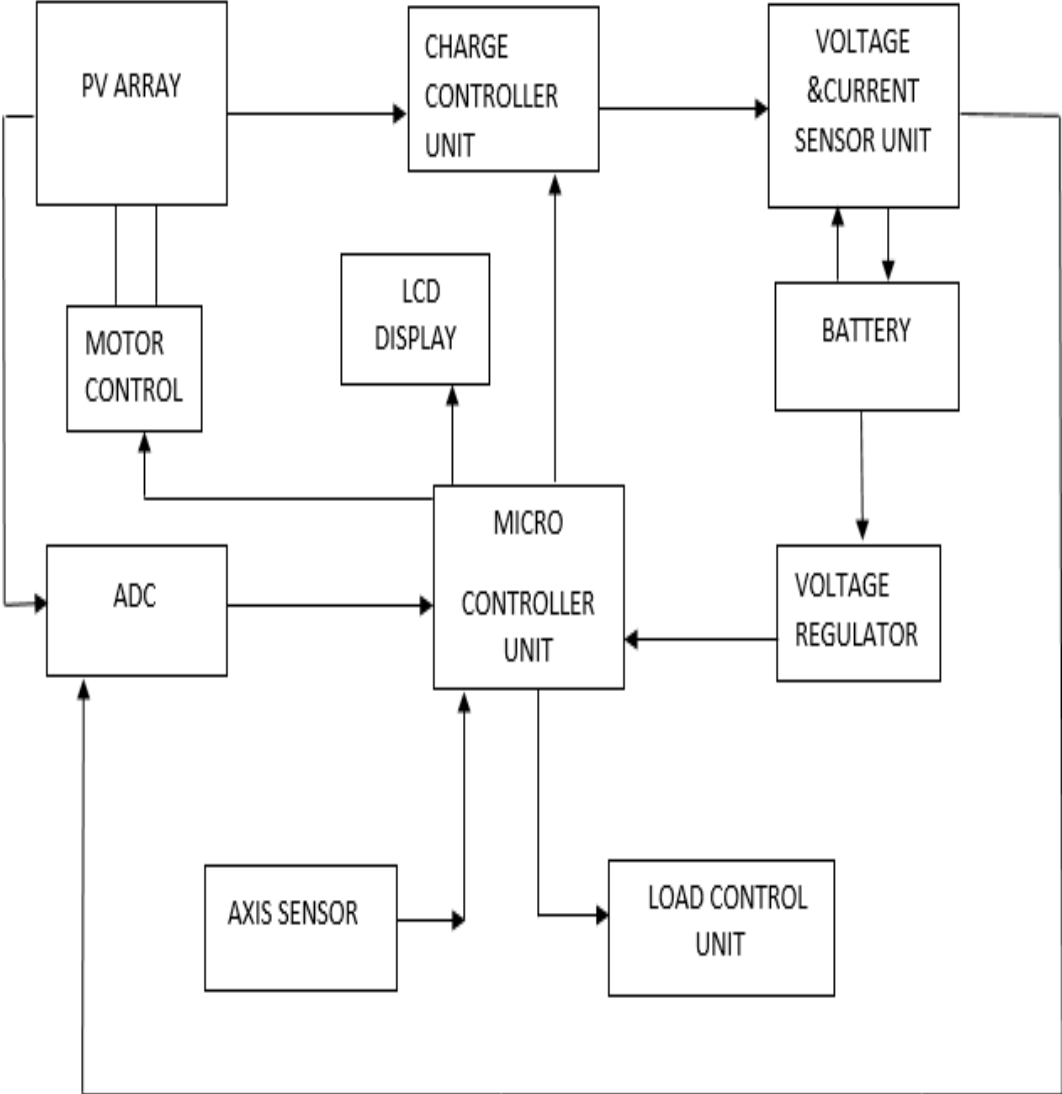 PV ARRAY
CHARGE
CONTROLLER
UNIT
VOLTAGE
&CURRENT
SENSOR UNIT
LCD
DISPLAY
MOTOR
CONTROL
BATTERY
MICRO
CONTROLLER
UNIT
ADC
VOLTAGE
REGULATOR
AXIS SENSOR
LOAD CONTROL
UNIT